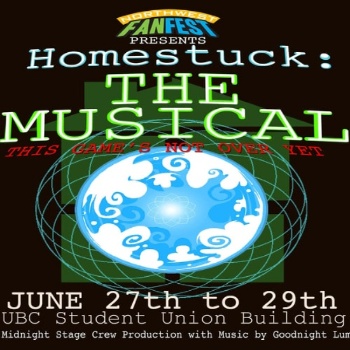 NORTHWEST
FANFEST
PRESENTS
Homestuck:
THE
MUSICAL
THIS GAME'S NOT OVER YET
JUNE 27th to 29th
UBC Student Union Building
Midnight Stage Crew Production with Music by Goodnight Lum